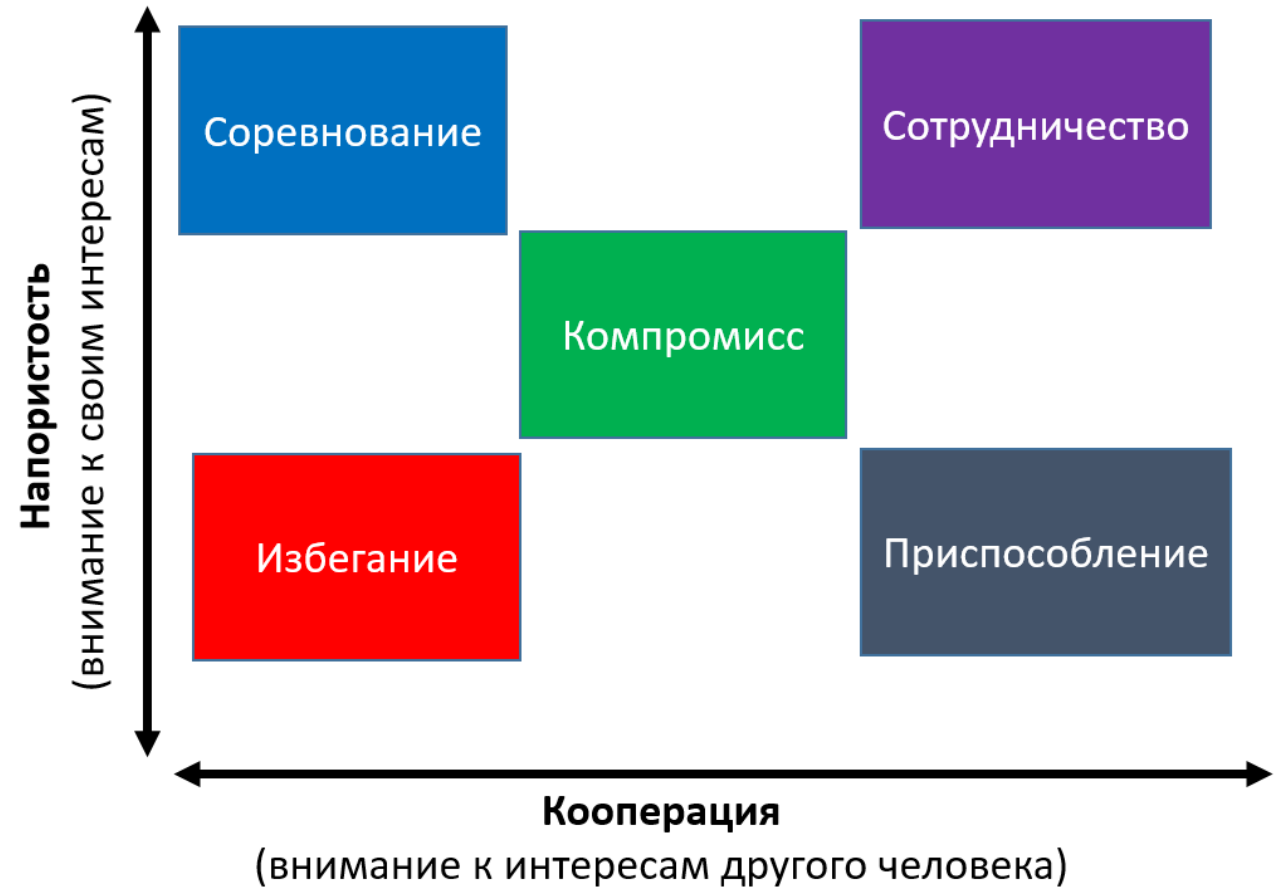 Соревнование
Сотрудничество
Компромисс
Избегание
Приспособление
Напористость
(внимание к своим интересам)
Кооперация
(внимание к интересам другого человека)